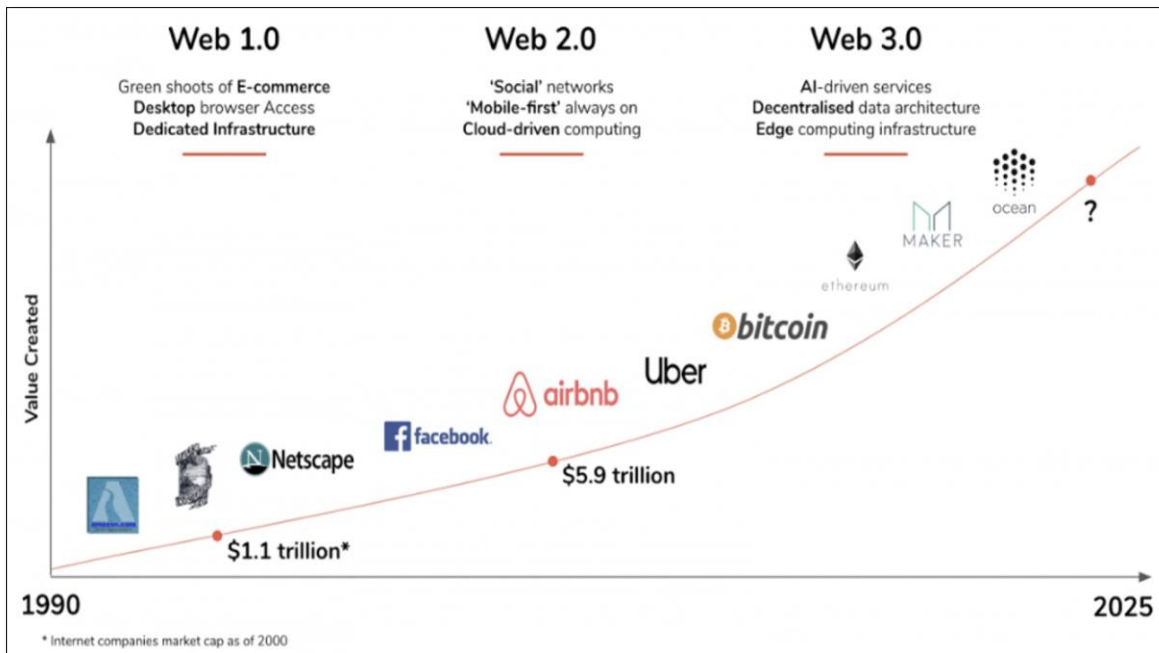 Web 1.0
Green shoots of E-commerce
Desktop browser Access
Dedicated Infrastructure
Web 2.0
'Social' networks
'Mobile-first' always on
Cloud-driven computing
Web 3.0
AI-driven services
Decentralised data architecture
Edge computing infrastructure
Value Created
amazon.com
Netscape
N
facebook.
f
airbnb
Uber
bitcoin
ethereum
MAKER
ocean
$1.1 trillion*
$5.9 trillion
?
1990
2025
* Internet companies market cap as of 2000